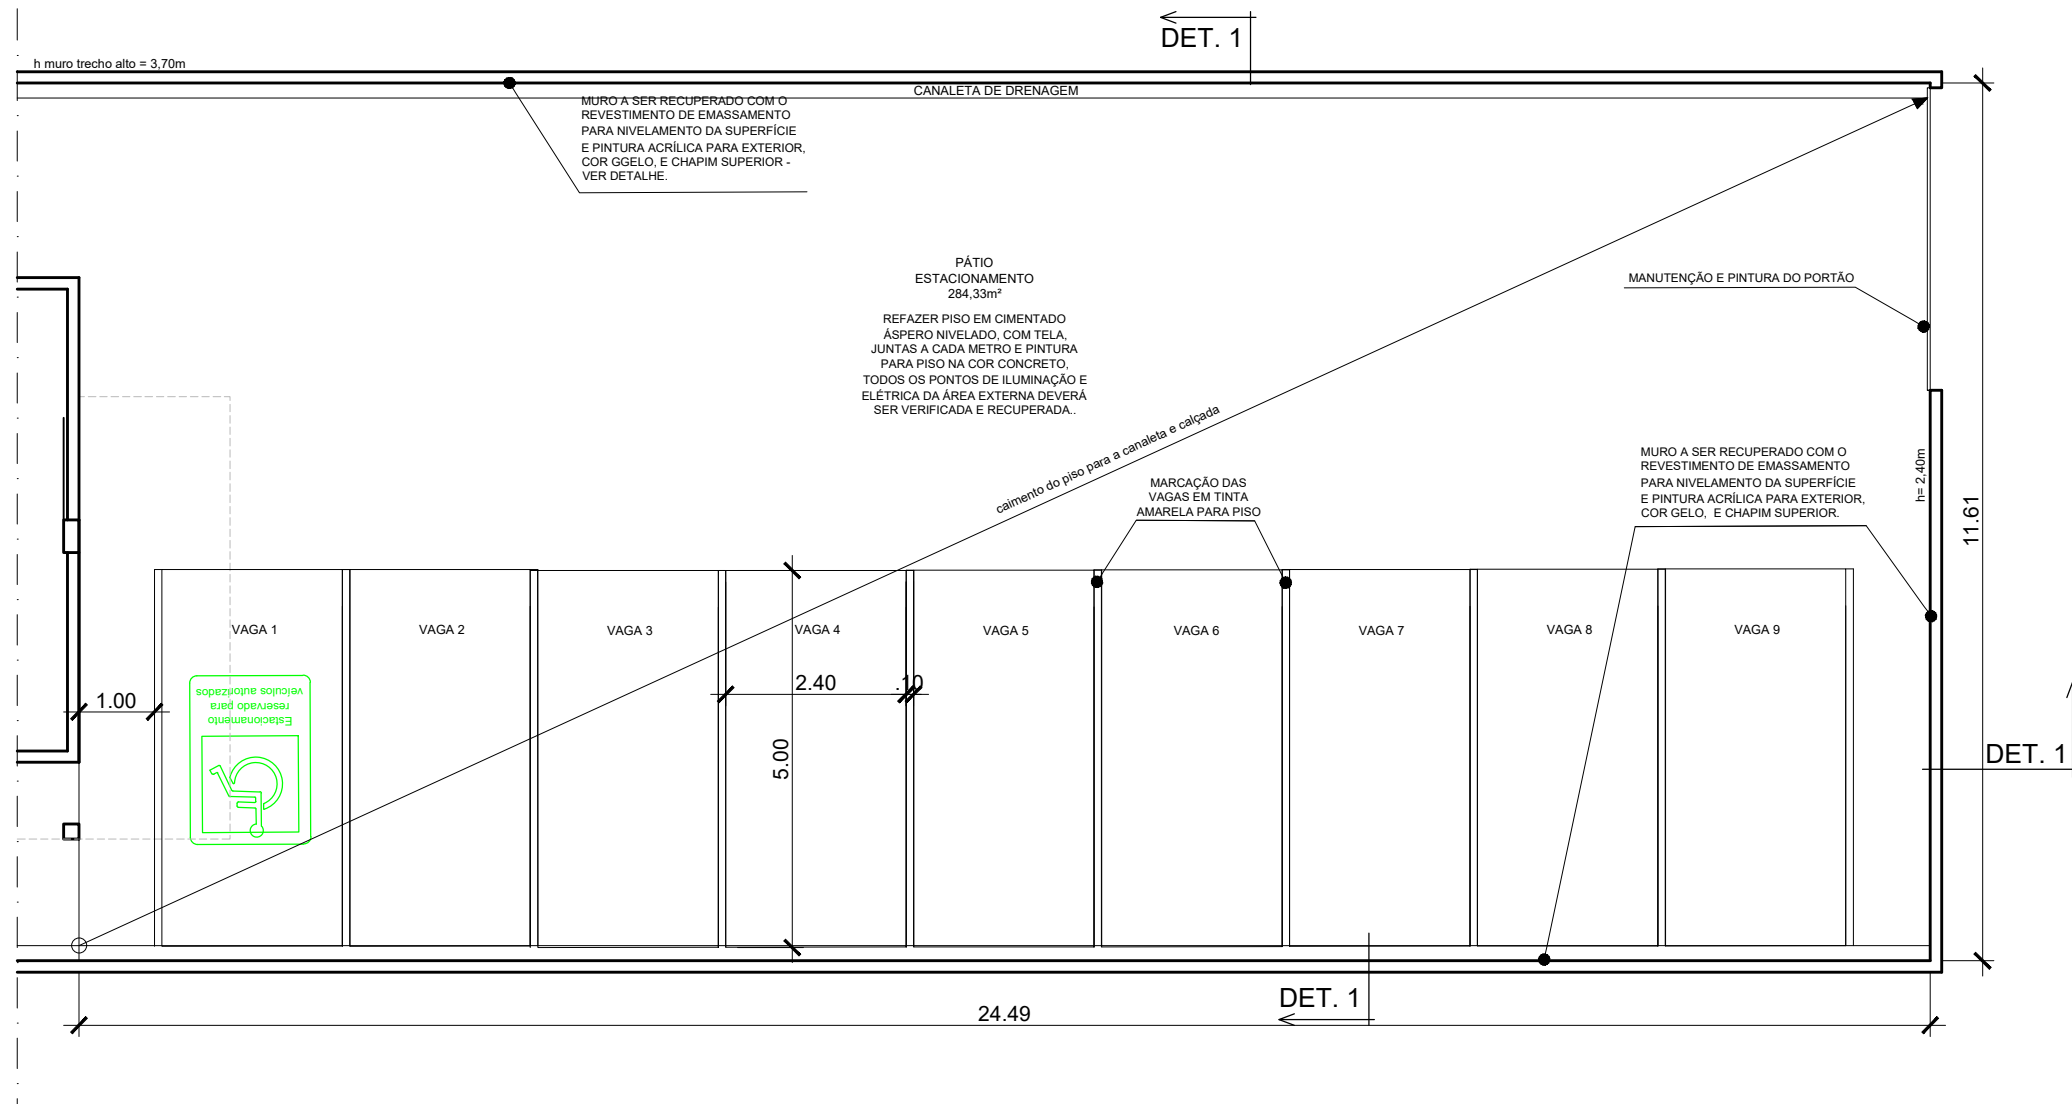 DET. 1
h muro trecho alto = 3,70m
CANALETA DE DRENAGEM
MURO A SER RECUPERADO COM O
REVESTIMENTO DE EMASSAMENTO
PARA NIVELAMENTO DA SUPERFÍCIE
E PINTURA ACRÍLICA PARA EXTERIOR,
COR GGELO, E CHAPIM SUPERIOR -
VER DETALHE.
PÁTIO
ESTACIONAMENTO
284,33m²
REFAZER PISO EM CIMENTADO
ÁSPERO NIVELADO, COM TELA,
JUNTAS A CADA METRO E PINTURA
PARA PISO NA COR CONCRETO,
TODOS OS PONTOS DE ILUMINAÇÃO E
ELÉTRICA DA ÁREA EXTERNA DEVERÁ
SER VERIFICADA E RECUPERADA..
MANUTENÇÃO E PINTURA DO PORTÃO
caimento do piso para a canaleta e calçada
MARCAÇÃO DAS
VAGAS EM TINTA
AMARELA PARA PISO
MURO A SER RECUPERADO COM O
REVESTIMENTO DE EMASSAMENTO
PARA NIVELAMENTO DA SUPERFÍCIE
E PINTURA ACRÍLICA PARA EXTERIOR,
COR GELO, E CHAPIM SUPERIOR.
h= 2,40m
11.61
VAGA 1
VAGA 2
VAGA 3
VAGA 4
VAGA 5
VAGA 6
VAGA 7
VAGA 8
VAGA 9
1.00
Estacionamento
reservado para
veículos autorizados
2.40
.10
5.00
DET. 1
DET. 1
24.49